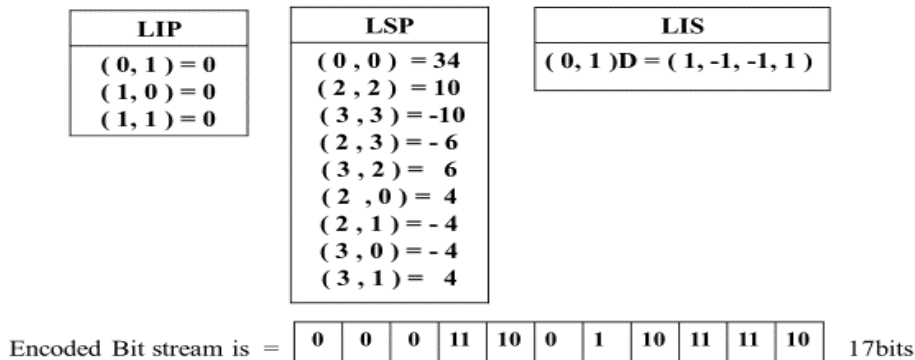 LIP
( 0, 1 ) = 0
( 1, 0 ) = 0
( 1, 1 ) = 0
LSP
( 0 , 0 ) = 34
( 2 , 2 ) = 10
( 3 , 3 ) = -10
( 2 , 3 ) = - 6
( 3 , 2 ) = 6
( 2 , 0 ) = 4
( 2 , 1 ) = - 4
( 3 , 0 ) = - 4
( 3 , 1 ) = 4
LIS
( 0, 1 )D = ( 1, -1, -1, 1 )
Encoded Bit stream is = 0 0 0 11 10 0 1 10 11 11 10 17bits.